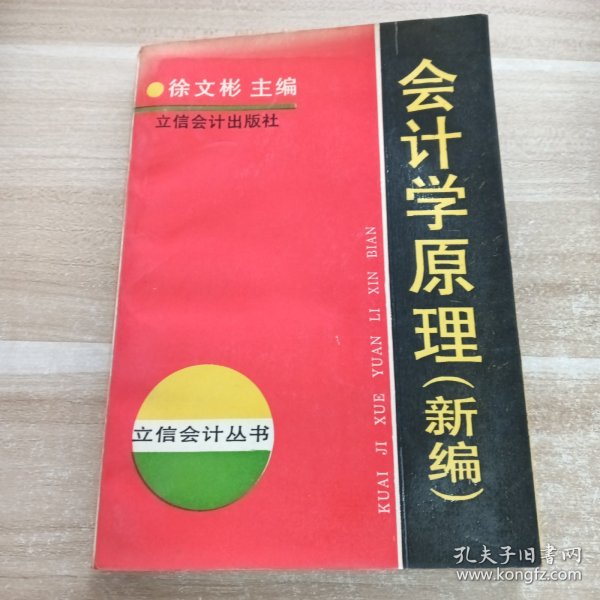 徐文彬 主编
立信会计出版社
会计学原理(新编)
KUAI JI XUE YUAN LI XIN BIAN
立信会计丛书
孔夫子旧书网
www.kongfz.com